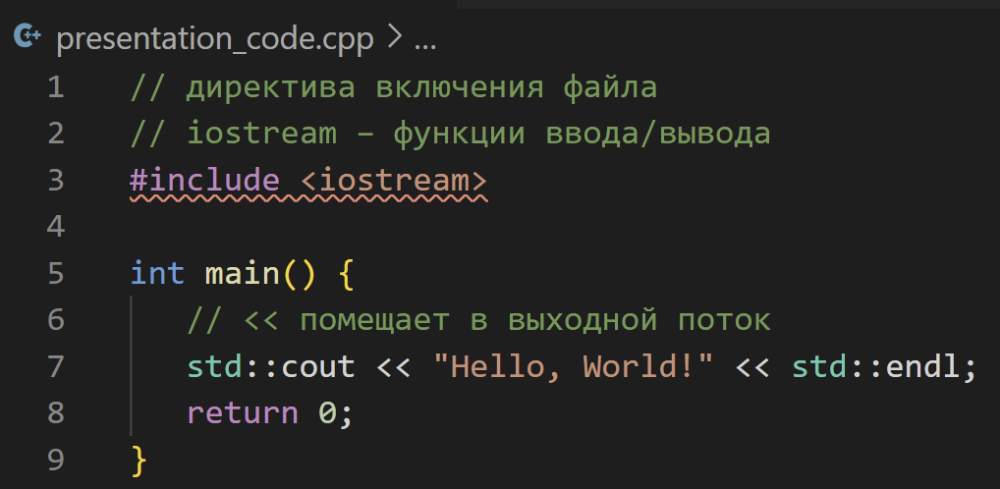 presentation_code.cpp > ...
1 // директива включения файла
2 // iostream – функции ввода/вывода
3 #include <iostream>
4
5 int main() {
6    // << помещает в выходной поток
7    std::cout << "Hello, World!" << std::endl;
8    return 0;
9 }